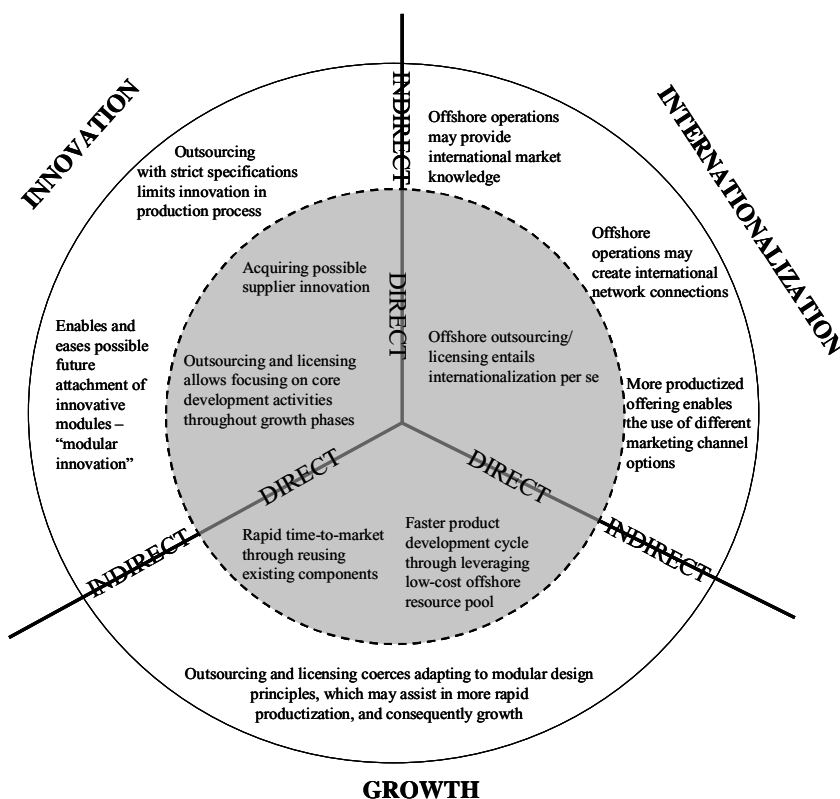 INNOVATION
INTERNATIONALIZATION
INDIRECT
Offshore operations
may provide
international market
knowledge
Outsourcing
with strict specifications
limits innovation in
production process
Offshore
operations may
create international
network connections
Acquiring possible
supplier innovation
DIRECT
Enables and
eases possible
future
attachment of
innovative
modules –
“modular
innovation”
Outsourcing and licensing
allows focusing on core
development activities
throughout growth phases
Offshore outsourcing/
licensing entails
internationalization per se
More productized
offering enables
the use of different
marketing channel
options
DIRECT
DIRECT
INDIRECT
INDIRECT
Rapid time-to-market
through reusing
existing components
Faster product
development cycle
through leveraging
low-cost offshore
resource pool
Outsourcing and licensing coerces adapting to modular design
principles, which may assist in more rapid
productization, and consequently growth
GROWTH